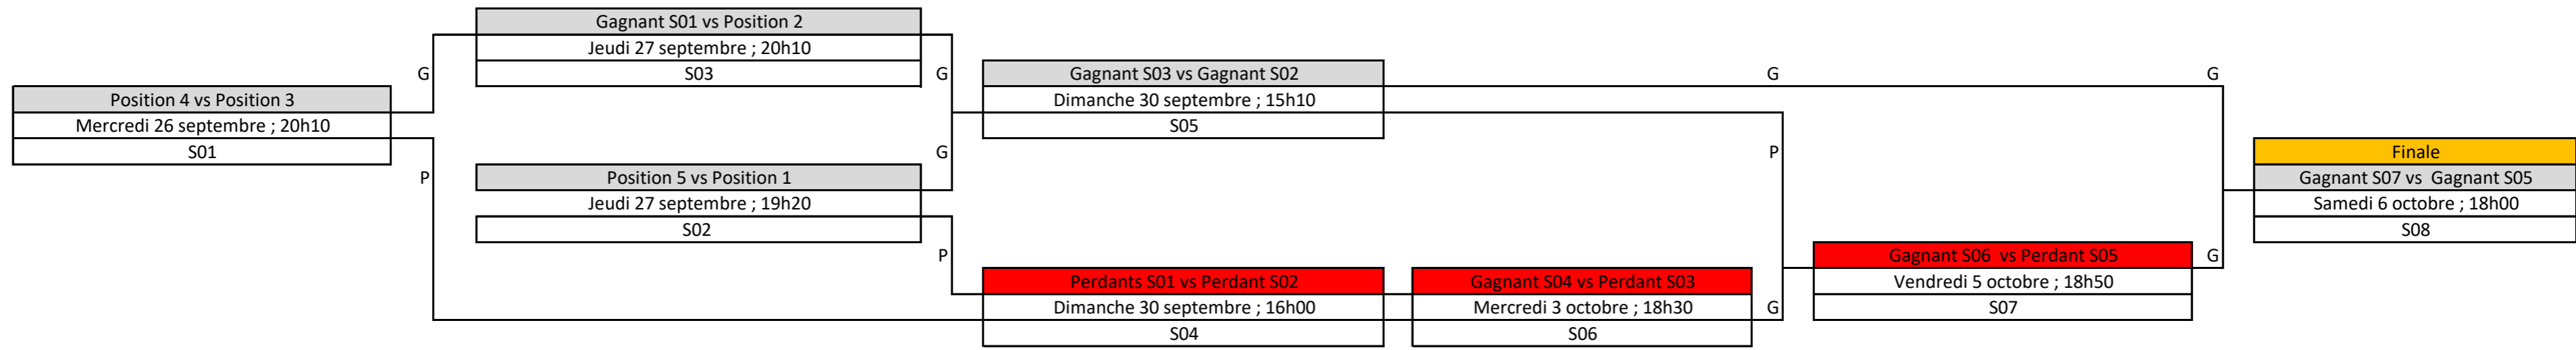 Position 4 vs Position 3
Mercredi 26 septembre ; 20h10
S01
G
P
Gagnant S01 vs Position 2
Jeudi 27 septembre ; 20h10
S03
G
G
Position 5 vs Position 1
Jeudi 27 septembre ; 19h20
S02
P
Gagnant S03 vs Gagnant S02
Dimanche 30 septembre ; 15h10
S05
G
P
Perdants S01 vs Perdant S02
Dimanche 30 septembre ; 16h00
S04
Gagnant S04 vs Perdant S03
Mercredi 3 octobre ; 18h30
S06
G
Gagnant S06  vs Perdant S05
Vendredi 5 octobre ; 18h50
S07
G
G
Finale
Gagnant S07 vs  Gagnant S05
Samedi 6 octobre ; 18h00
S08